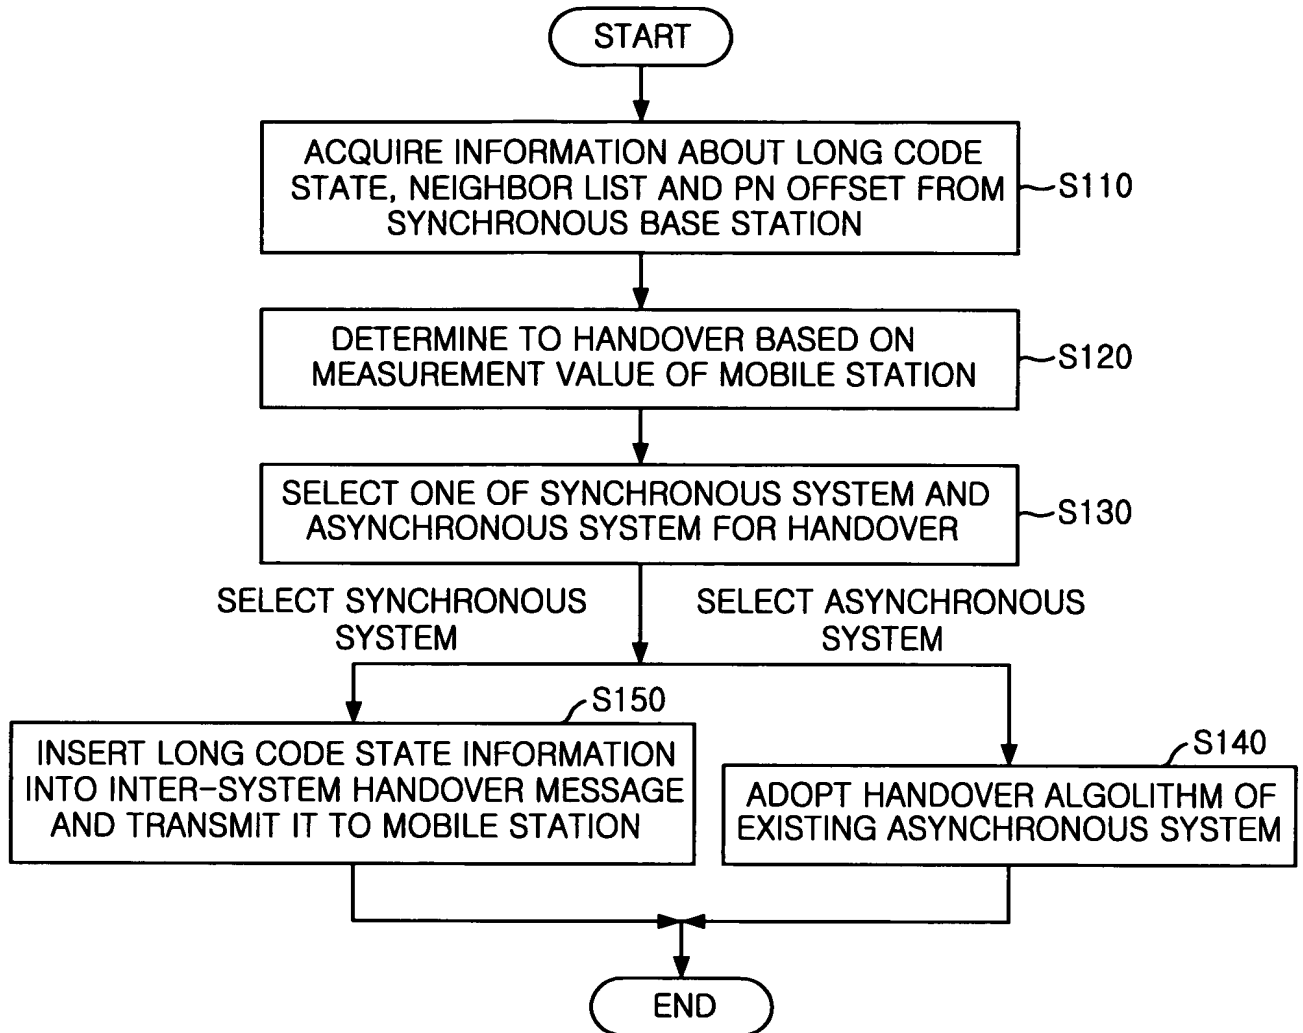 START
ACQUIRE INFORMATION ABOUT LONG CODE
STATE, NEIGHBOR LIST AND PN OFFSET FROM
SYNCHRONOUS BASE STATION
S110
DETERMINE TO HANDOVER BASED ON
MEASUREMENT VALUE OF MOBILE STATION
S120
SELECT ONE OF SYNCHRONOUS SYSTEM AND
ASYNCHRONOUS SYSTEM FOR HANDOVER
S130
SELECT SYNCHRONOUS
SYSTEM
SELECT ASYNCHRONOUS
SYSTEM
S150
INSERT LONG CODE STATE INFORMATION
INTO INTER-SYSTEM HANDOVER MESSAGE
AND TRANSMIT IT TO MOBILE STATION
S140
ADOPT HANDOVER ALGOLITHM OF
EXISTING ASYNCHRONOUS SYSTEM
END